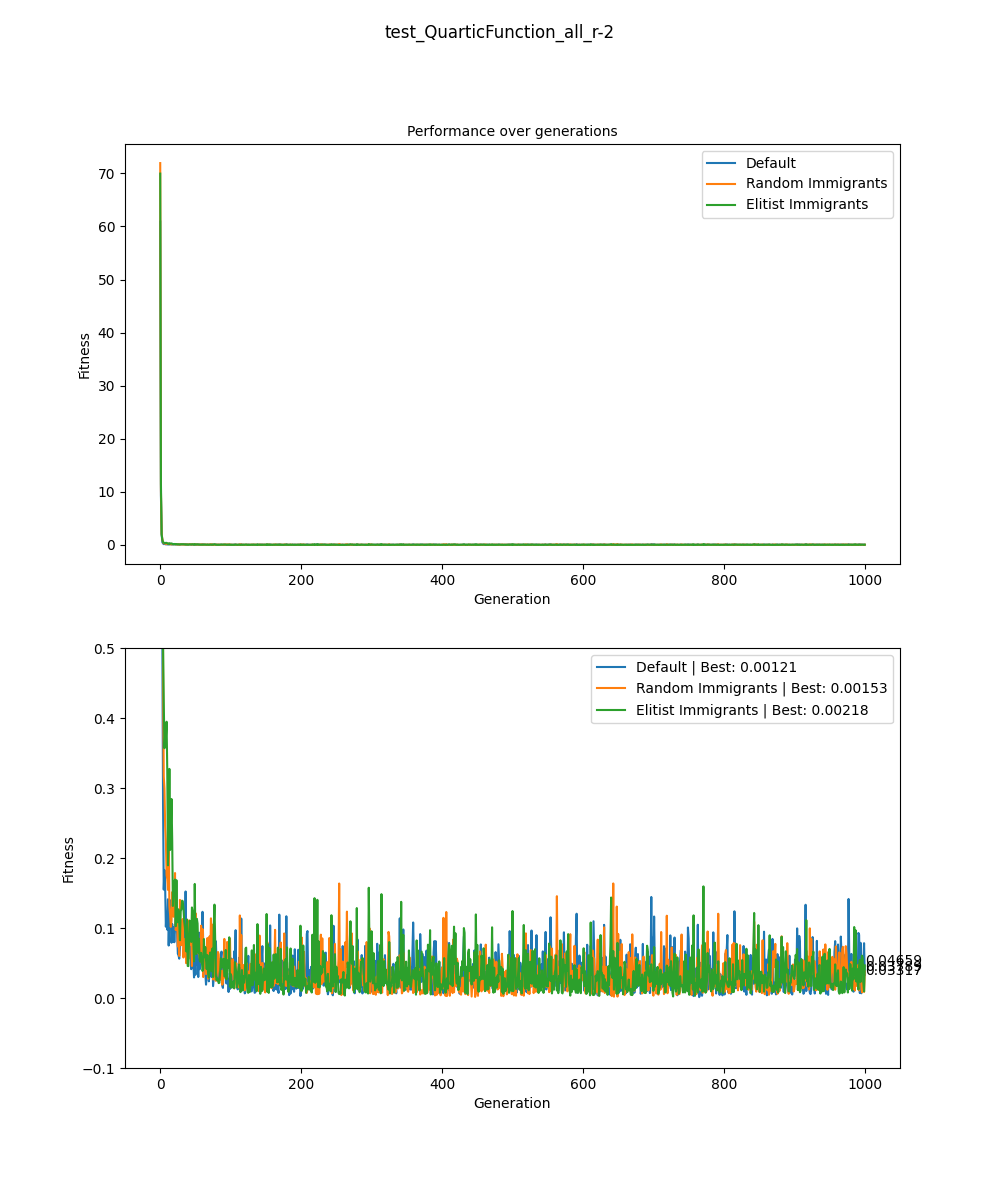 test_QuarticFunction_all_r-2
Performance over generations
Default
Random Immigrants
Elitist Immigrants
70
60
50
40
30
20
10
0
Fitness
0 200 400 600 800 1000
Generation
Default | Best: 0.00121
Random Immigrants | Best: 0.00153
Elitist Immigrants | Best: 0.00218
0.5
0.4
0.3
0.2
0.1
0.0
−0.1
Fitness
0.04659
0 200 400 600 800 1000
Generation